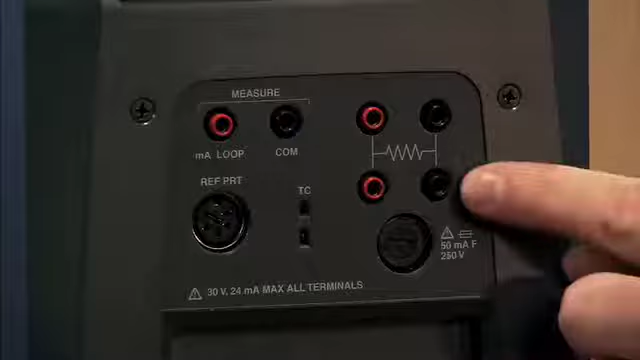 MEASURE
mA LOOP
COM
REF PRT
TC
50 mA F
250 V
30 V, 24 mA MAX ALL TERMINALS